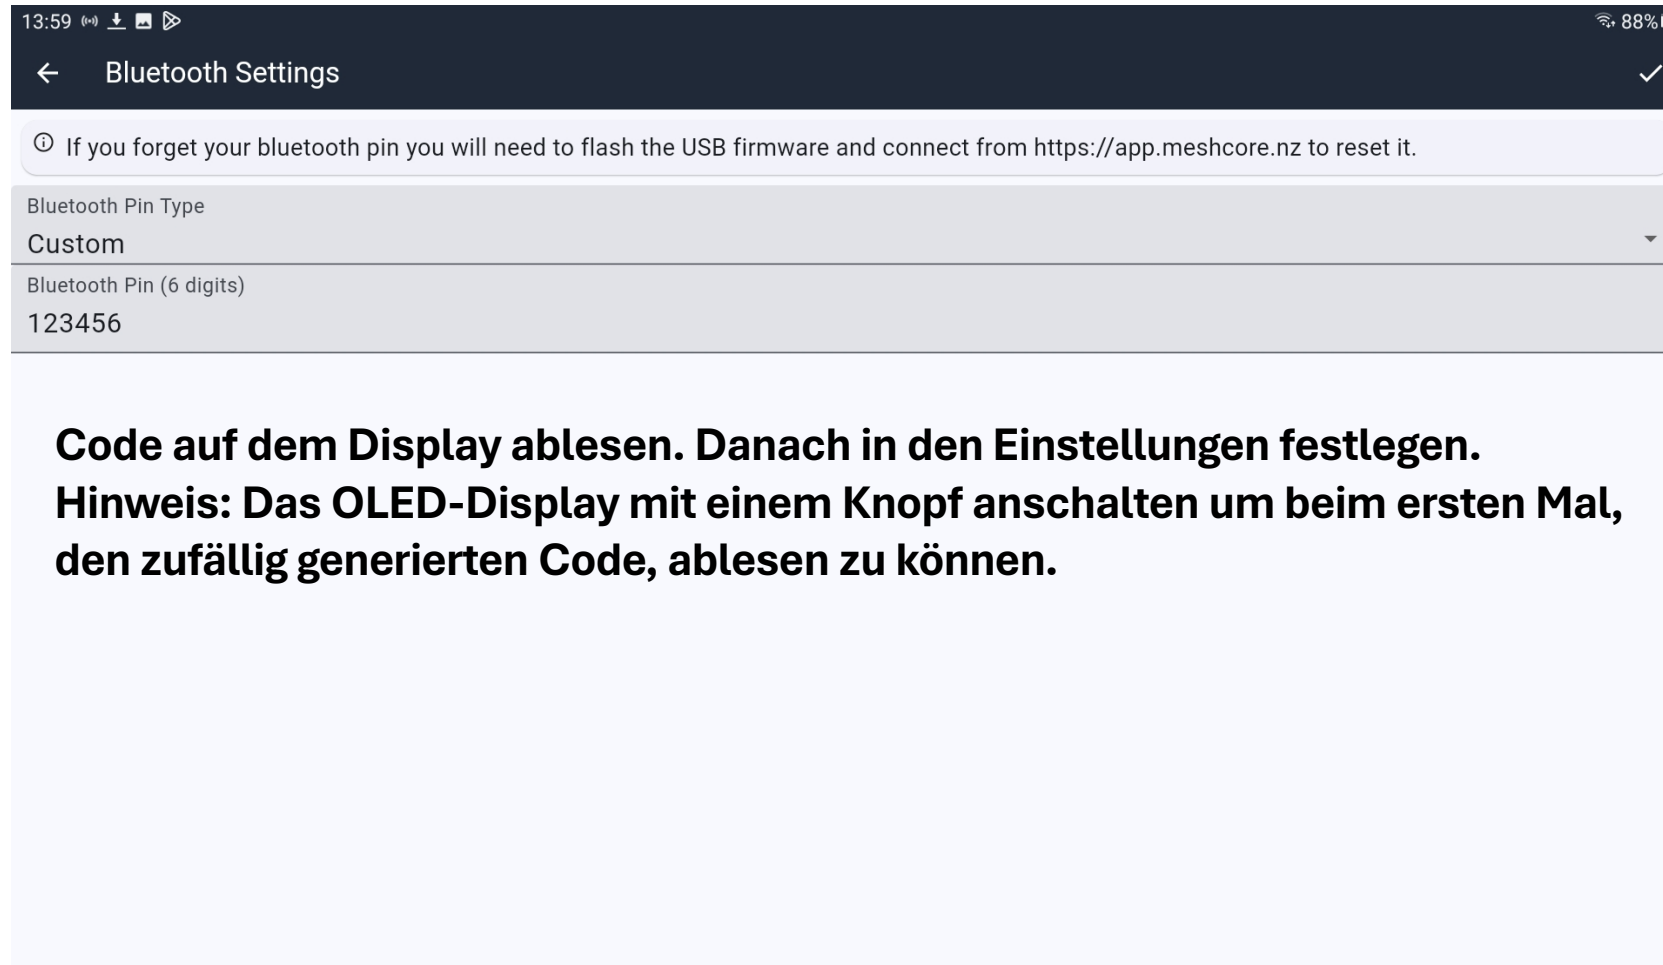 13:59 88%
Bluetooth Settings
If you forget your bluetooth pin you will need to flash the USB firmware and connect from https://app.meshcore.nz to reset it.
Bluetooth Pin Type
Custom
Bluetooth Pin (6 digits)
123456
Code auf dem Display ablesen. Danach in den Einstellungen festlegen.
Hinweis: Das OLED-Display mit einem Knopf anschalten um beim ersten Mal,
den zufällig generierten Code, ablesen zu können.